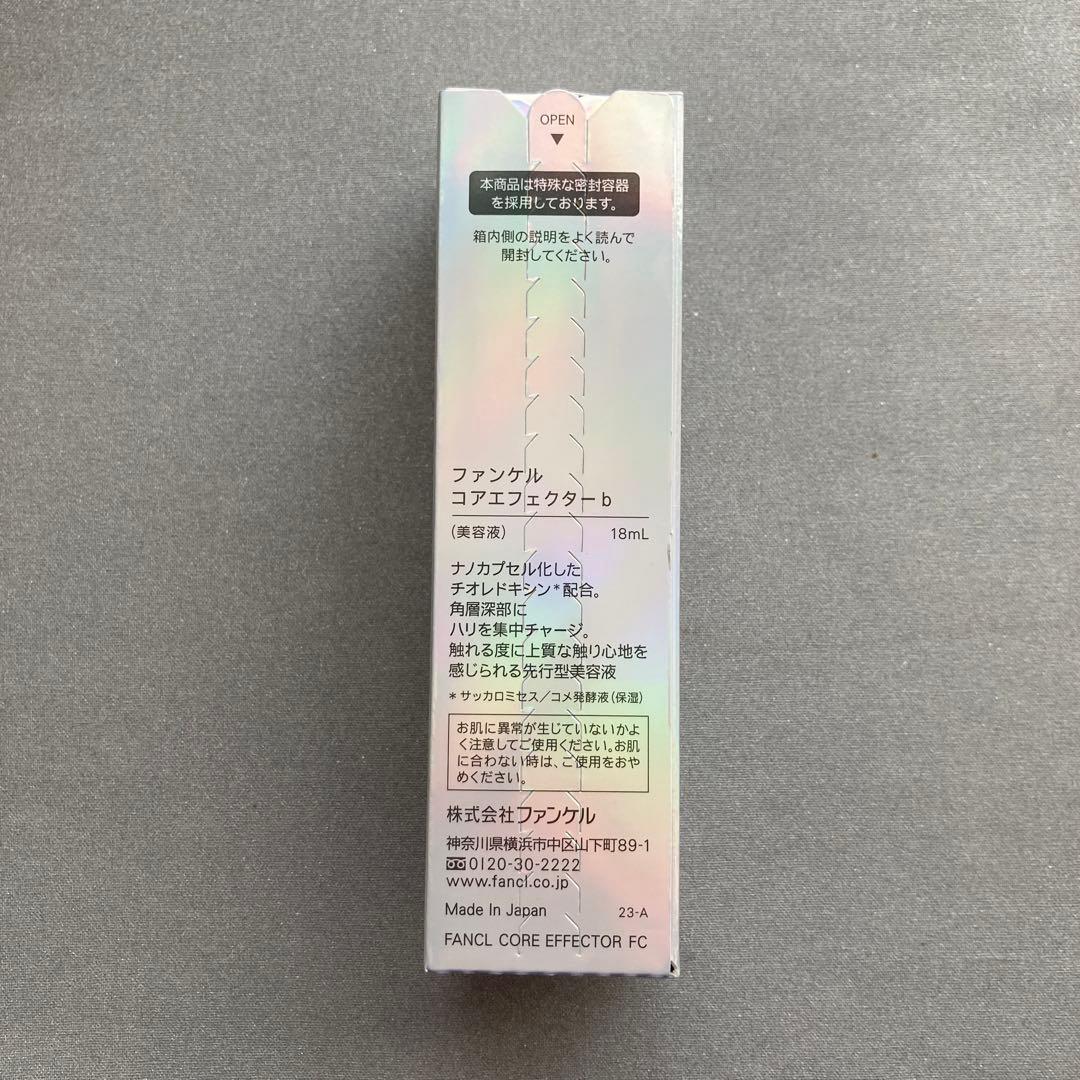 OPEN
▼
本商品は特殊な密封容器
を採用しております。
箱内側の説明をよく読んで
開封してください。
ファンケル
コアエフェクターb
(美容液) 18mL
ナノカプセル化した
チオレドキシン*配合。
角層深部に
ハリを集中チャージ。
触れる度に上質な触り心地を
感じられる先行型美容液
*サッカロミセス/コメ発酵液(保湿)
お肌に異常が生じていないかよ
く注意してご使用ください。お肌
に合わない時は、ご使用をおや
めください。
株式会社ファンケル
神奈川県横浜市中区山下町89-1
0120-30-2222
www.fancl.co.jp
Made In Japan 23-A
FANCL CORE EFFECTOR FC